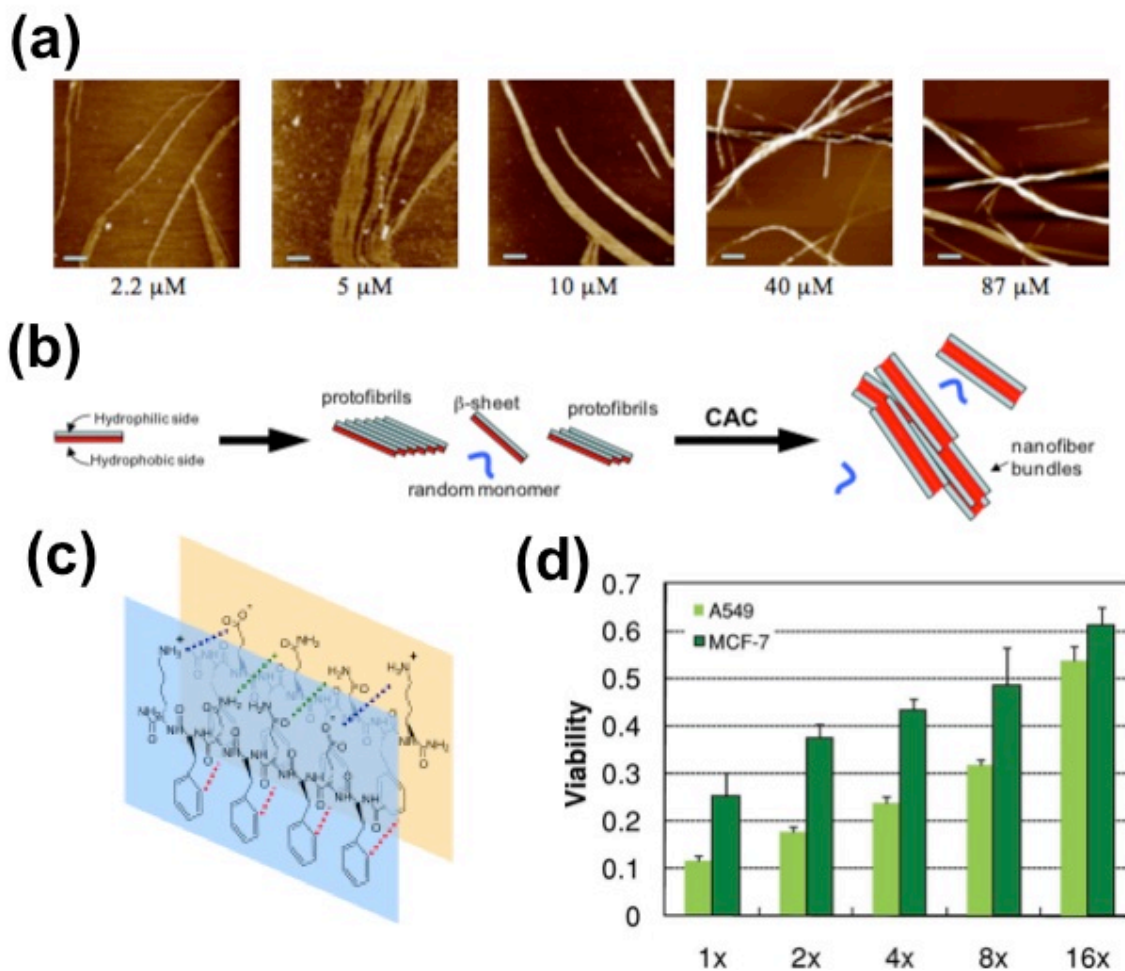 (a)
2.2 μM
5 μM
10 μM
40 μM
87 μM
(b)
Hydrophilic side
Hydrophobic side
protofibrils
β-sheet
random monomer
protofibrils
CAC
nanofiber
bundles
(c)
(d)
Viability
0.7
0.6
0.5
0.4
0.3
0.2
0.1
0
A549
MCF-7
1x
2x
4x
8x
16x